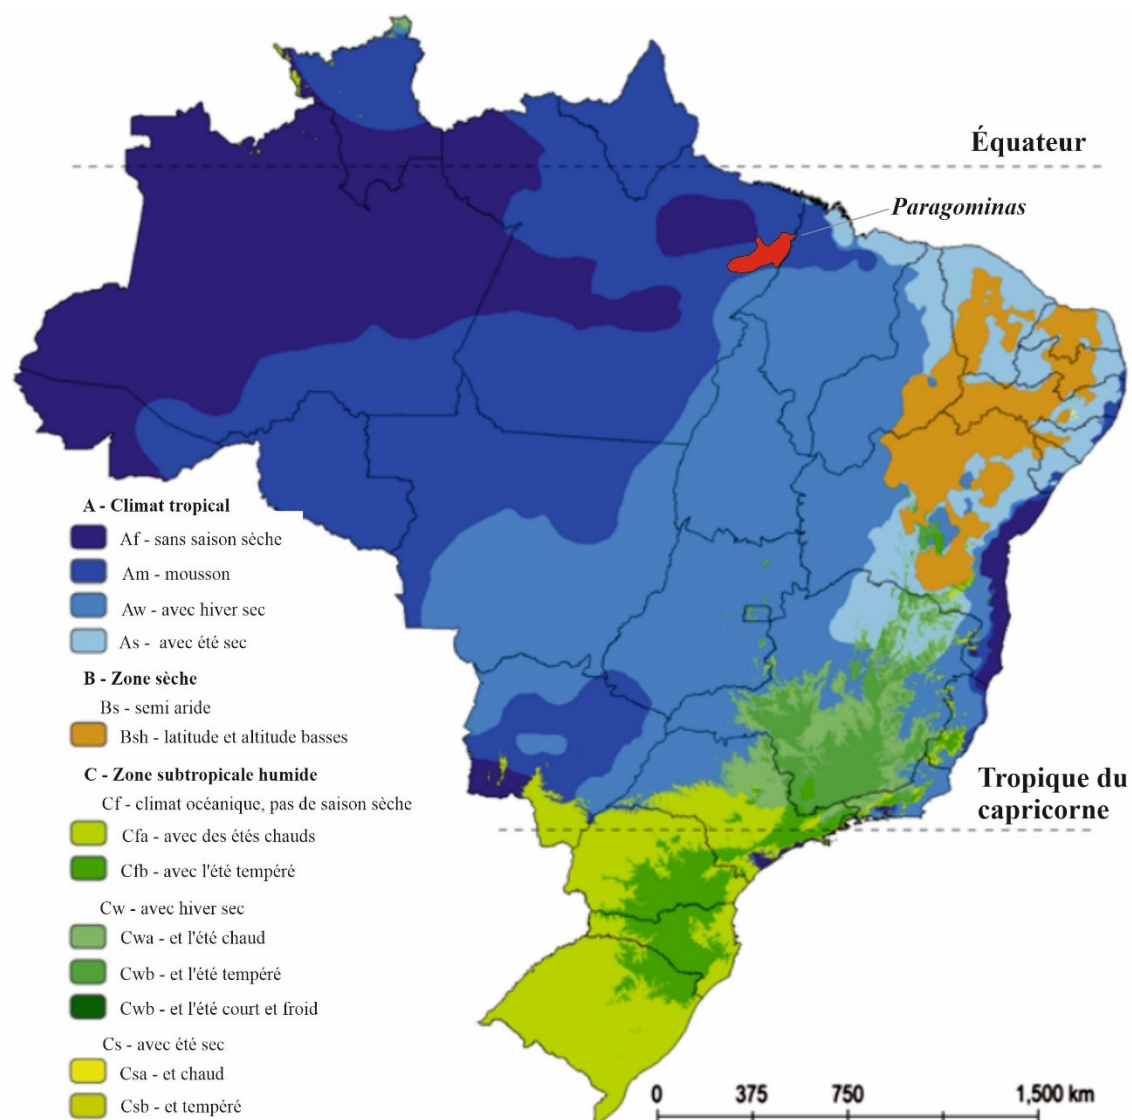 Équateur
Paragominas
A - Climat tropical
Af - sans saison sèche
Am - mousson
Aw - avec hiver sec
As - avec été sec
B - Zone sèche
Bs - semi aride
Bsh - latitude et altitude basses
C - Zone subtropicale humide
Cf - climat océanique, pas de saison sèche
Cfa - avec des étés chauds
Cfb - avec l'été tempéré
Cw - avec hiver sec
Cwa - et l'été chaud
Cwb - et l'été tempéré
Cwb - et l'été court et froid
Cs - avec été sec
Csa - et chaud
Csb - et tempéré
Tropique du
capricorne
0 375 750 1,500 km